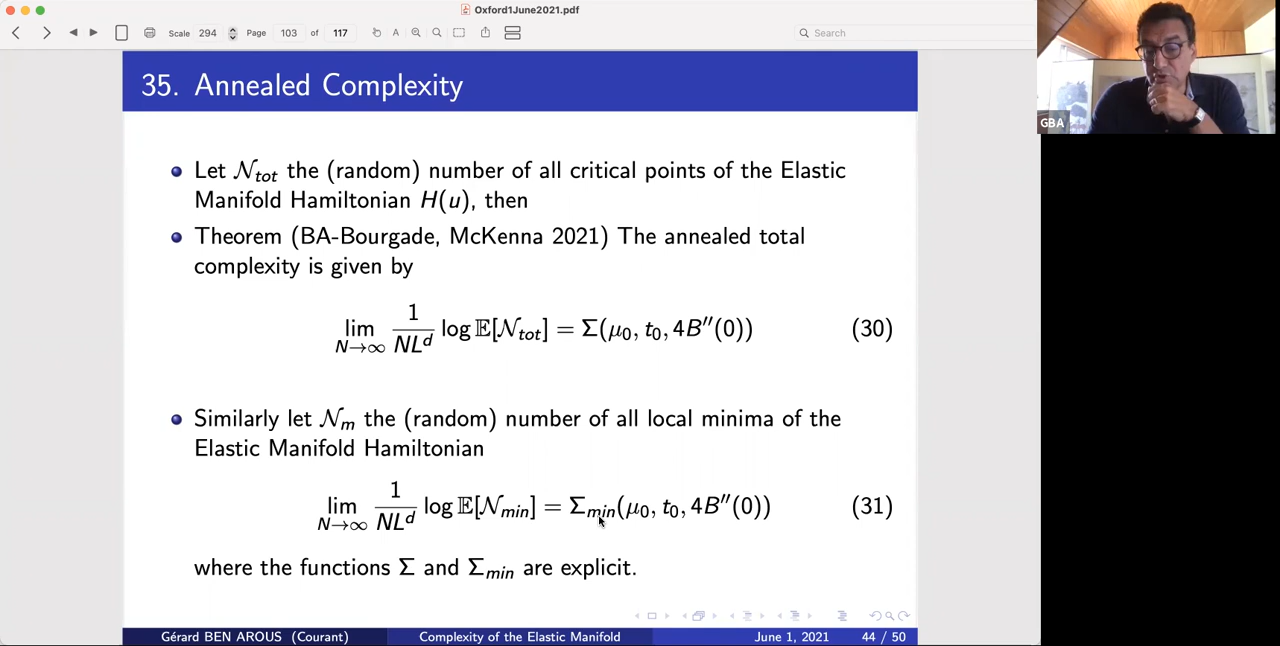 Oxford1June2021.pdf
Scale 294 Page 103 of 117 A Search
35. Annealed Complexity
Let 𝒩_tot the (random) number of all critical points of the Elastic
Manifold Hamiltonian H(u), then
Theorem (BA-Bourgade, McKenna 2021) The annealed total
complexity is given by
lim_{N→∞} 1/(NL^d) log 𝔼[𝒩_tot] = Σ(μ₀, t₀, 4B″(0)) (30)
Similarly let 𝒩_m the (random) number of all local minima of the
Elastic Manifold Hamiltonian
lim_{N→∞} 1/(NL^d) log 𝔼[𝒩_min] = Σ_min(μ₀, t₀, 4B″(0)) (31)
where the functions Σ and Σ_min are explicit.
Gérard BEN AROUS (Courant) Complexity of the Elastic Manifold June 1, 2021 44 / 50
GBA